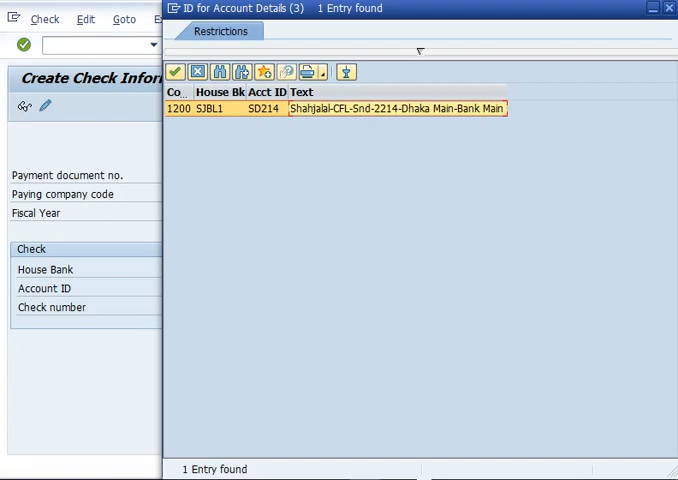 ID for Account Details (3) 1 Entry found
Check Edit Goto
Restrictions
Create Check Infor
Co... House Bk Acct ID Text
1200 SJBL1 SD214 Shahjalal-CFL-Snd-2214-Dhaka Main-Bank Main
Payment document no.
Paying company code
Fiscal Year
Check
House Bank
Account ID
Check number
1 Entry found